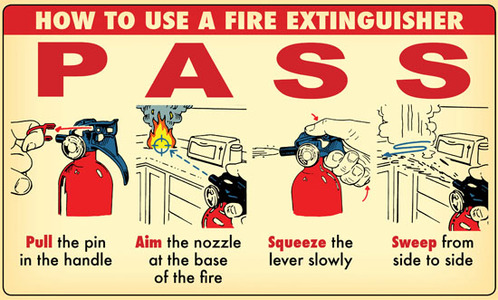 HOW TO USE A FIRE EXTINGUISHER
P A S S
Pull the pin
in the handle
Aim the nozzle
at the base
of the fire
Squeeze the
lever slowly
Sweep from
side to side